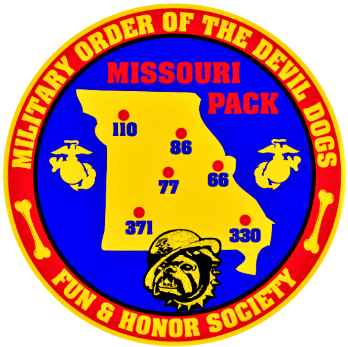 MILITARY ORDER OF THE DEVIL DOGS
MISSOURI
PACK
110
86
77
66
371
330
FUN & HONOR SOCIETY